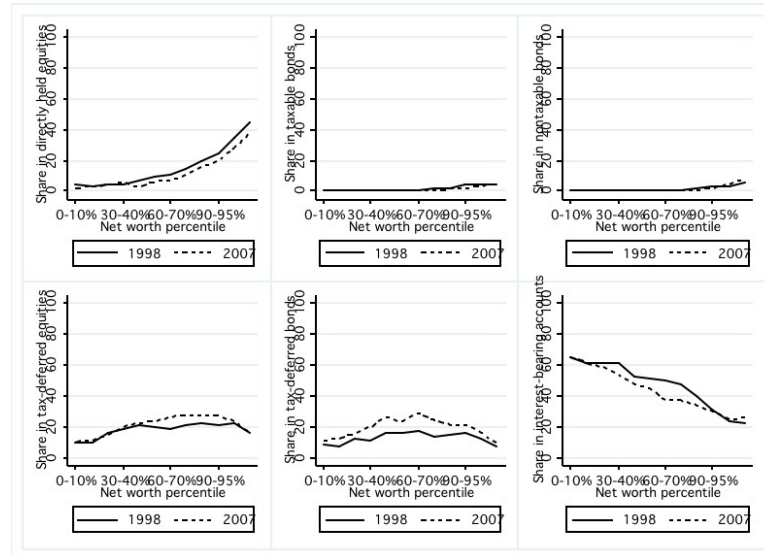 Share in directly held equities
0 20 40 60 80 100
0-10% 30-40% 60-70% 90-95%
Net worth percentile
1998 2007
Share in taxable bonds
0 20 40 60 80 100
0-10% 30-40% 60-70% 90-95%
Net worth percentile
1998 2007
Share in nontaxable bonds
0 20 40 60 80 100
0-10% 30-40% 60-70% 90-95%
Net worth percentile
1998 2007
Share in tax-deferred equities
0 20 40 60 80 100
0-10% 30-40% 60-70% 90-95%
Net worth percentile
1998 2007
Share in tax-deferred bonds
0 20 40 60 80 100
0-10% 30-40% 60-70% 90-95%
Net worth percentile
1998 2007
Share in interest-bearing accounts
0 20 40 60 80 100
0-10% 30-40% 60-70% 90-95%
Net worth percentile
1998 2007